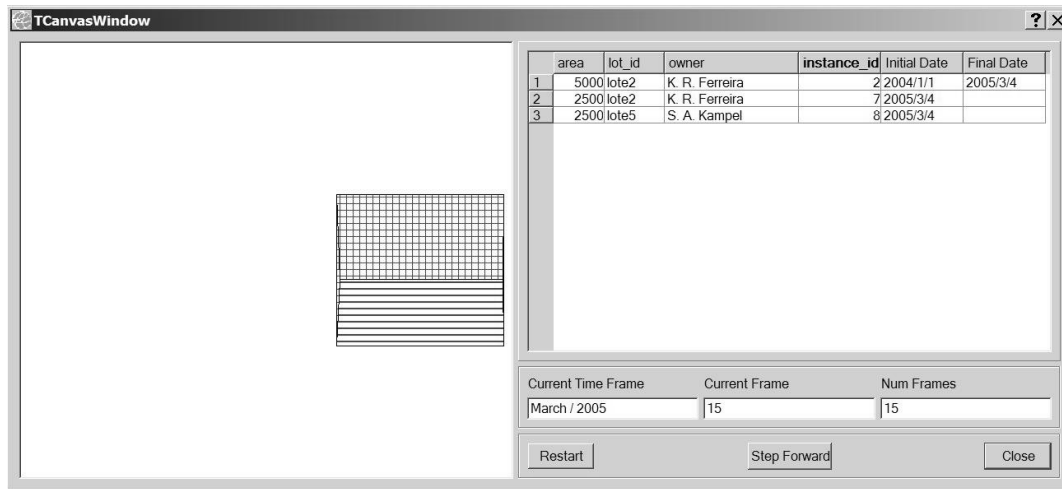 TCanvasWindow
area lot_id owner instance_id Initial Date Final Date
1 5000 lote2 K. R. Ferreira 2 2004/1/1 2005/3/4
2 2500 lote2 K. R. Ferreira 7 2005/3/4
3 2500 lote5 S. A. Kampel 8 2005/3/4
Current Time Frame Current Frame Num Frames
March / 2005 15 15
Restart Step Forward Close